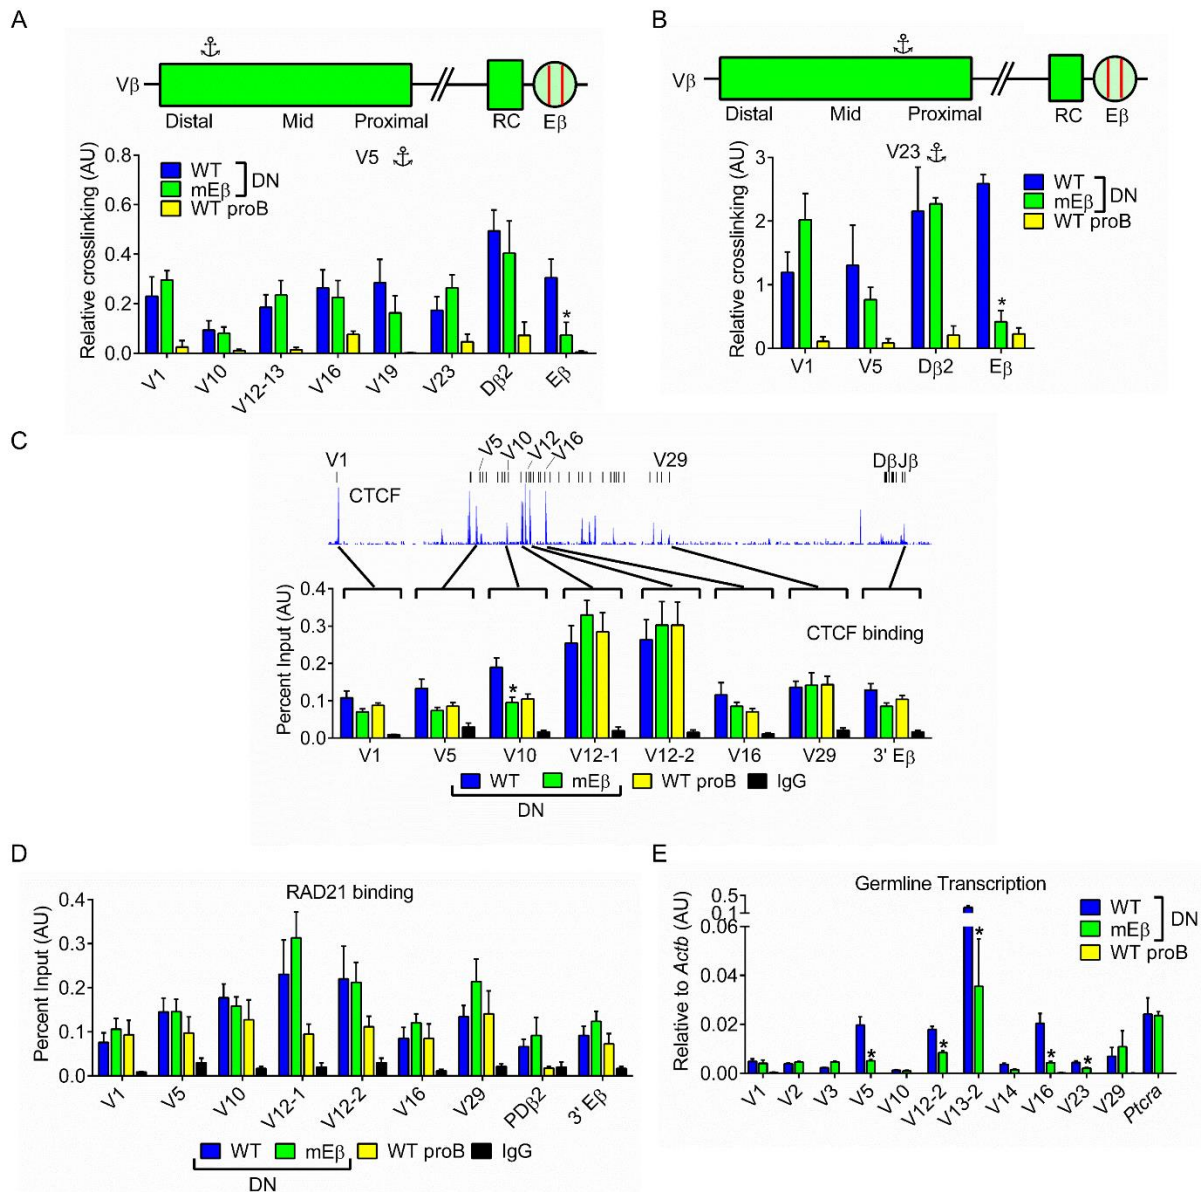 A
Vβ
Distal Mid Proximal RC Eβ
V5
Relative crosslinking (AU)
0.8
0.6
0.4
0.2
0.0
WT
mEβ
DN
WT proB
*
V1 V10 V12-13 V16 V19 V23 Dβ2 Eβ
B
Vβ
Distal Mid Proximal RC Eβ
V23
Relative crosslinking (AU)
3
2
1
0
WT
mEβ
DN
WT proB
*
V1 V5 Dβ2 Eβ
C
V1 V5 V10 V12 V16 V29 DβJβ
CTCF
Percent Input (AU)
0.4
0.3
0.2
0.1
0.0
CTCF binding
*
V1 V5 V10 V12-1 V12-2 V16 V29 3' Eβ
WT mEβ WT proB IgG
DN
D
RAD21 binding
Percent Input (AU)
0.4
0.3
0.2
0.1
0.0
V1 V5 V10 V12-1 V12-2 V16 V29 PDβ2 3' Eβ
WT mEβ WT proB IgG
DN
E
Germline Transcription
Relative to Actb (AU)
0.5
0.1
0.06
0.04
0.02
0.00
WT
mEβ
DN
WT proB
* * * * *
V1 V2 V3 V5 V10 V12-2 V13-2 V14 V16 V23 V29 Ptcra